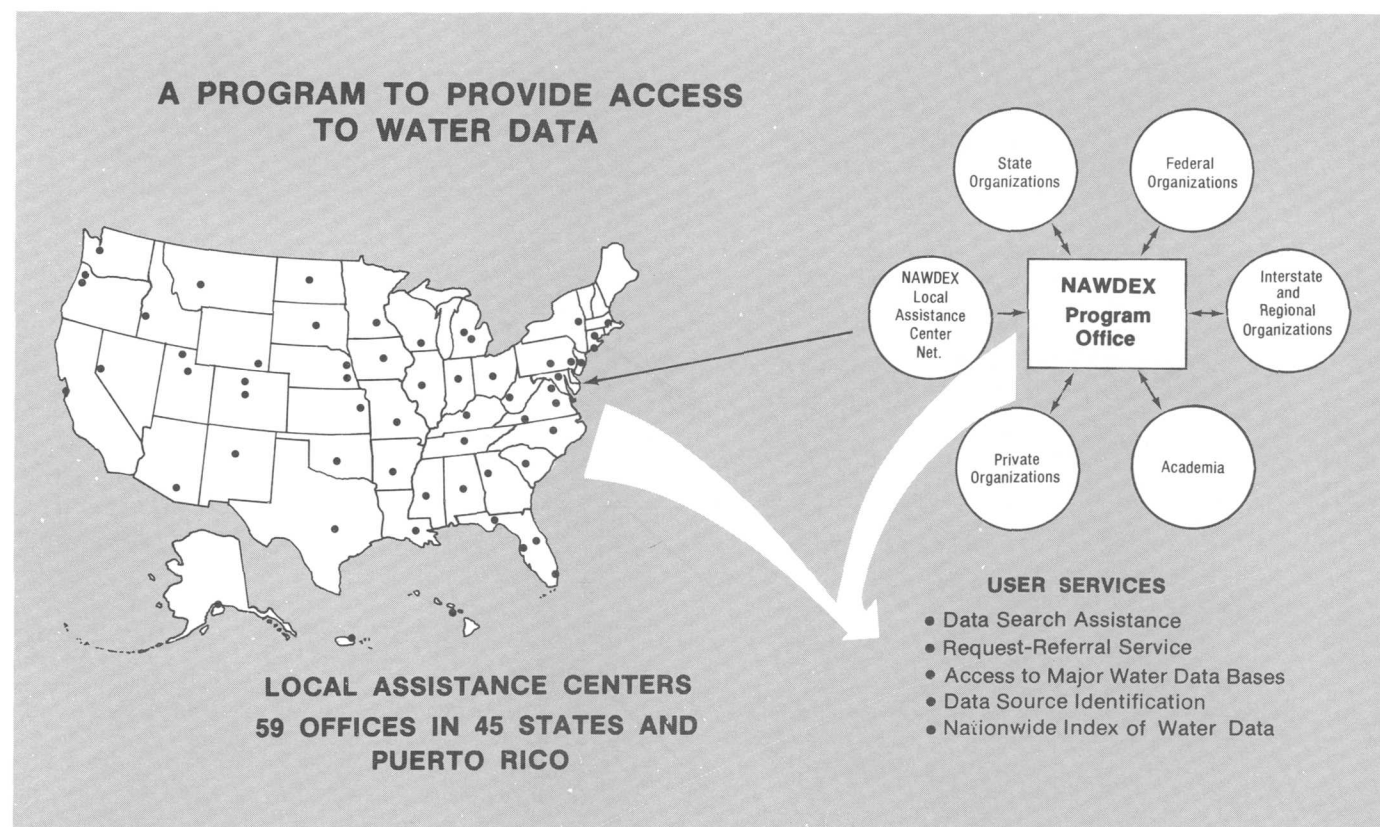 A PROGRAM TO PROVIDE ACCESS
TO WATER DATA
State
Organizations
Federal
Organizations
NAWDEX
Local
Assistance
Center
Net.
NAWDEX
Program
Office
Interstate
and
Regional
Organizations
Private
Organizations
Academia
LOCAL ASSISTANCE CENTERS
59 OFFICES IN 45 STATES AND
PUERTO RICO
USER SERVICES
• Data Search Assistance
• Request-Referral Service
• Access to Major Water Data Bases
• Data Source Identification
• Nationwide Index of Water Data